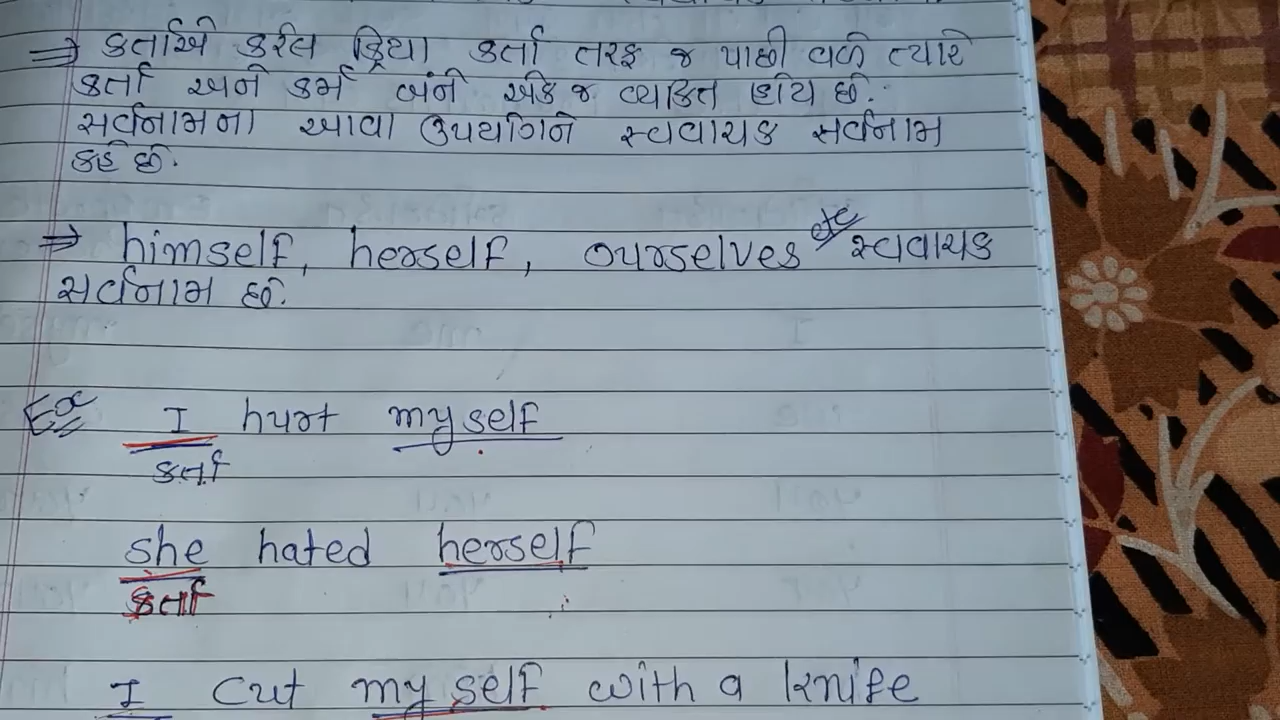 ⇒ કર્તાએ કરેલ ક્રિયા કર્તા તરફ જ પાછી વળે ત્યારે
કર્તા અને કર્મ બંને એક જ વ્યકિત હોય છે.
સર્વનામના આવા ઉપયોગને સ્વવાચક સર્વનામ
કહે છે.
⇒ himself, herself, ourselves etc સ્વવાચક
સર્વનામ છે.
Ex I hurt myself
કર્તા
she hated herself
કર્તા
I cut my self with a knife